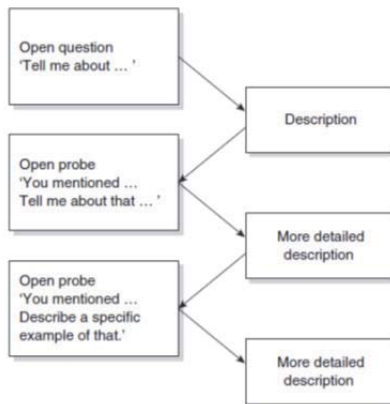 Open question
‘Tell me about … ’
Description
Open probe
‘You mentioned …
Tell me about that … ’
More detailed
description
Open probe
‘You mentioned …
Describe a specific
example of that.’
More detailed
description